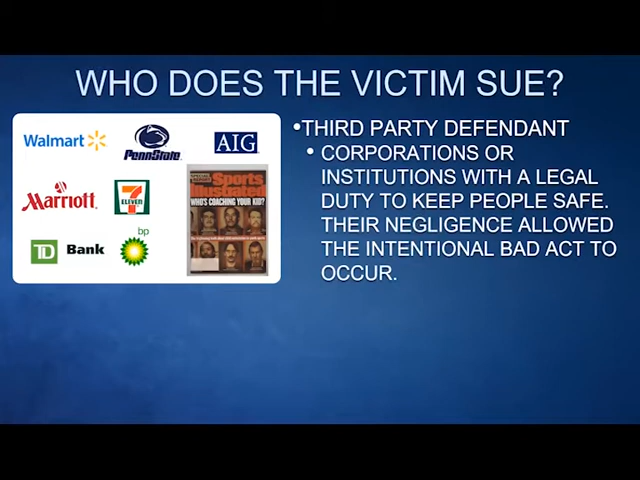 WHO DOES THE VICTIM SUE?
Walmart
PennState
AIG
Marriott
7
ELEVEN
TD Bank
bp
Sports
Illustrated
WHO'S COACHING YOUR KID?
•THIRD PARTY DEFENDANT
• CORPORATIONS OR
INSTITUTIONS WITH A LEGAL
DUTY TO KEEP PEOPLE SAFE.
THEIR NEGLIGENCE ALLOWED
THE INTENTIONAL BAD ACT TO
OCCUR.